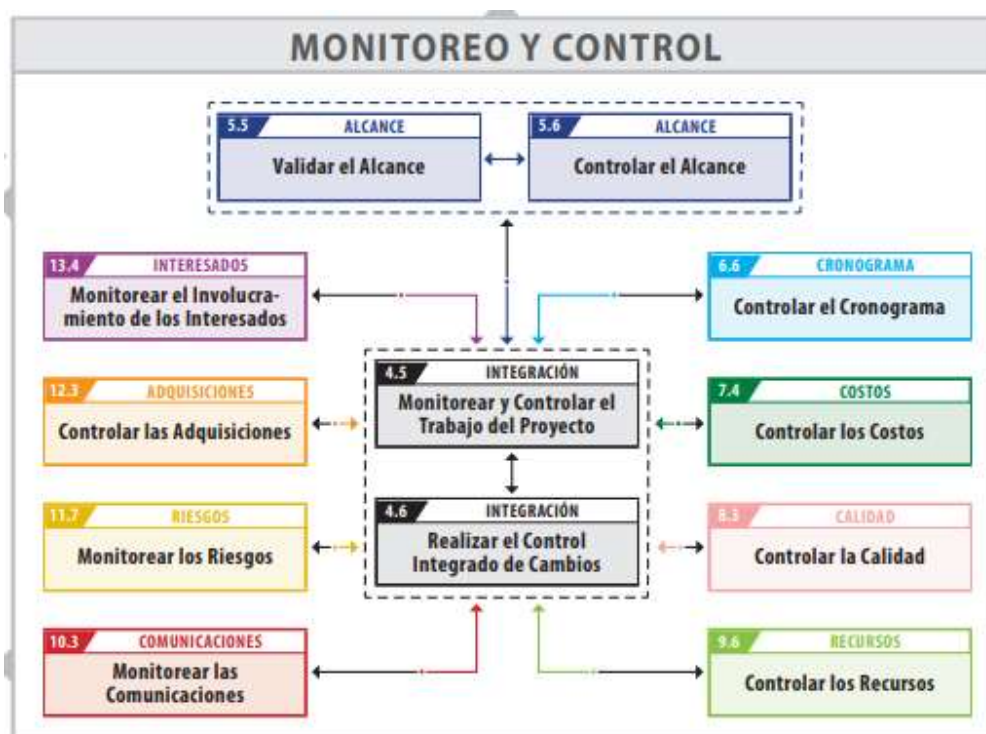 MONITOREO Y CONTROL
5.5 ALCANCE
Validar el Alcance
5.6 ALCANCE
Controlar el Alcance
13.4 INTERESADOS
Monitorear el Involucra-
miento de los Interesados
6.6 CRONOGRAMA
Controlar el Cronograma
4.5 INTEGRACIÓN
Monitorear y Controlar el
Trabajo del Proyecto
12.3 ADQUISICIONES
Controlar las Adquisiciones
7.4 COSTOS
Controlar los Costos
4.6 INTEGRACIÓN
Realizar el Control
Integrado de Cambios
11.7 RIESGOS
Monitorear los Riesgos
8.3 CALIDAD
Controlar la Calidad
10.3 COMUNICACIONES
Monitorear las
Comunicaciones
9.6 RECURSOS
Controlar los Recursos